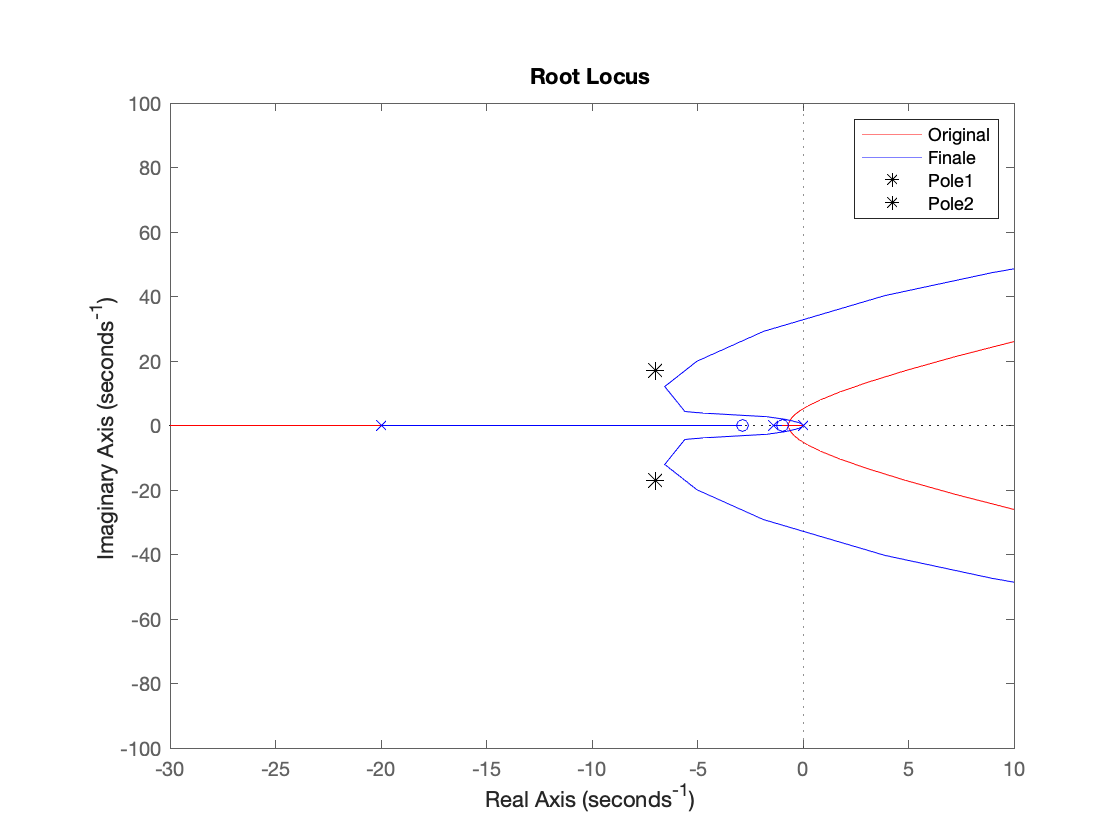 Root Locus
Original
Finale
Pole1
Pole2
Imaginary Axis (seconds⁻¹)
100
80
60
40
20
0
-20
-40
-60
-80
-100
-30 -25 -20 -15 -10 -5 0 5 10
Real Axis (seconds⁻¹)